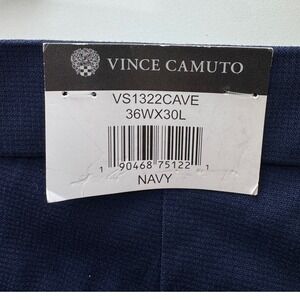 VINCE CAMUTO
VS1322CAVE
36WX30L
1 90468 75122 1
NAVY